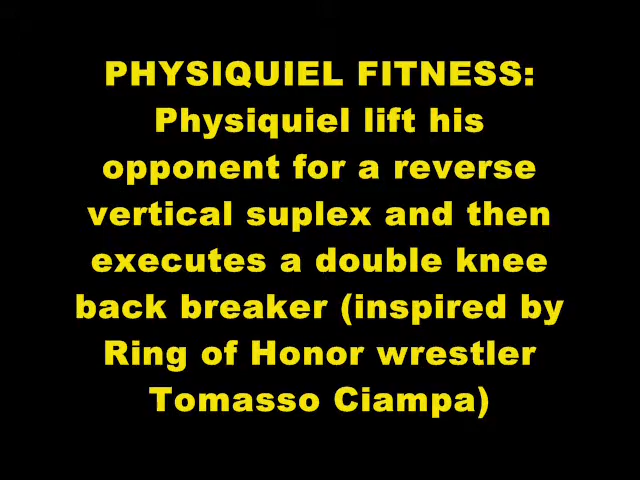 PHYSIQUIEL FITNESS:
Physiquiel lift his
opponent for a reverse
vertical suplex and then
executes a double knee
back breaker (inspired by
Ring of Honor wrestler
Tomasso Ciampa)